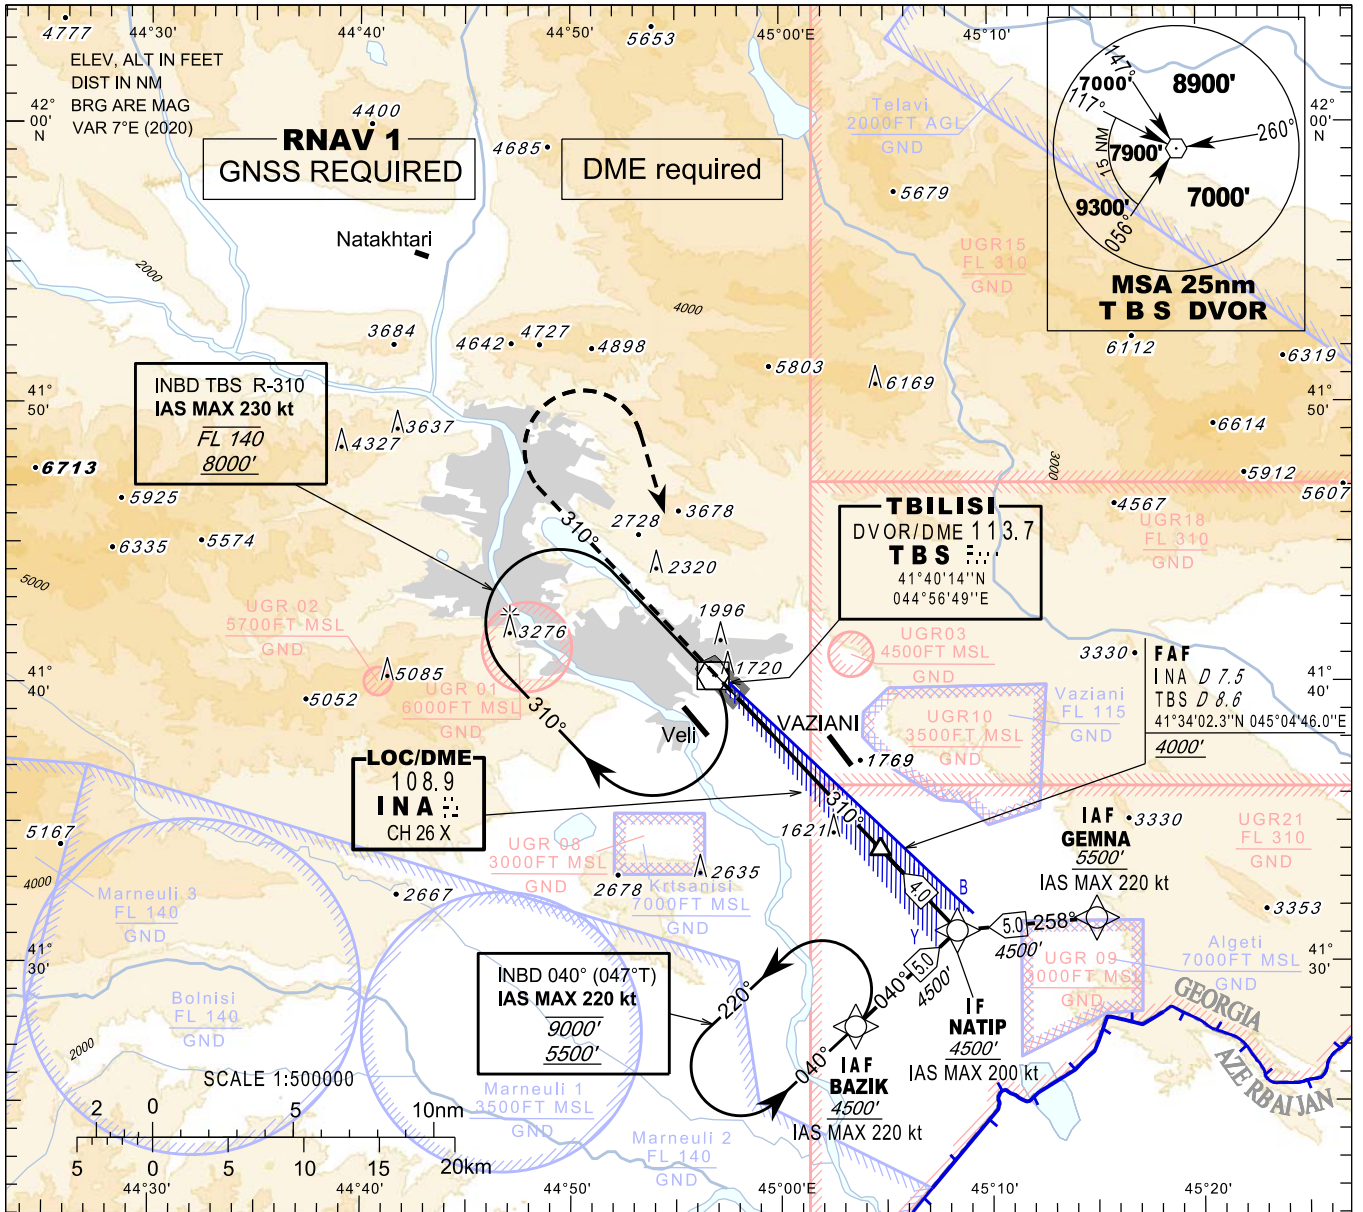 44°30'
44°40'
44°50'
45°00'E
45°10'
4777
5653
ELEV, ALT IN FEET
DIST IN NM
BRG ARE MAG
VAR 7°E (2020)
42°
00'
N
4400
RNAV 1
GNSS REQUIRED
4685
DME required
Telavi
2000FT AGL
GND
5679
147°
7000'
8900'
117°
260°
15 NM
7900'
7000'
9300'
056°
MSA 25nm
TBS DVOR
42°
00'
N
Natakhtari
2000
UGR15
FL 310
GND
4000
3684
4642
4727
4898
5803
6169
6112
6319
INBD TBS R-310
IAS MAX 230 kt
FL 140
8000'
41°
50'
41°
50'
3637
4327
6614
6713
5925
6335
5574
5000
3000
5912
5607
4567
UGR18
FL 310
GND
310°
2728
3678
2320
TBILISI
DVOR/DME 113.7
TBS
41°40'14''N
044°56'49''E
UGR 02
5700FT MSL
GND
3276
1996
1720
UGR03
4500FT MSL
GND
3330
FAF
INA D 7.5
TBS D 8.6
41°34'02.3''N 045°04'46.0''E
4000'
41°
40'
41°
40'
5085
5052
UGR 01
6000FT MSL
GND
310°
Veli
VAZIANI
1769
UGR10
3500FT MSL
GND
Vaziani
FL 115
GND
LOC/DME
108.9
INA
CH 26 X
310°
1621
3330
IAF
GEMNA
5500'
IAS MAX 220 kt
UGR21
FL 310
GND
5167
4000
Marneuli 3
FL 140
GND
2667
UGR 08
3000FT MSL
GND
2678
2635
Krtsanisi
7000FT MSL
GND
4.0
B
Y
5.0
258°
4500'
3353
41°
30'
41°
30'
UGR 09
3000FT MSL
GND
Algeti
7000FT MSL
GND
INBD 040° (047°T)
IAS MAX 220 kt
9000'
5500'
220°
040°
040°
5.0
4500'
IF
NATIP
4500'
IAS MAX 200 kt
GEORGIA
AZERBAIJAN
Bolnisi
FL 140
GND
2000
IAF
BAZIK
4500'
IAS MAX 220 kt
SCALE 1:500000
2 0 5 10nm
5 0 5 10 15 20km
Marneuli 1
3500FT MSL
GND
Marneuli 2
FL 140
GND
44°30'
44°40'
44°50'
45°00'E
45°10'
45°20'